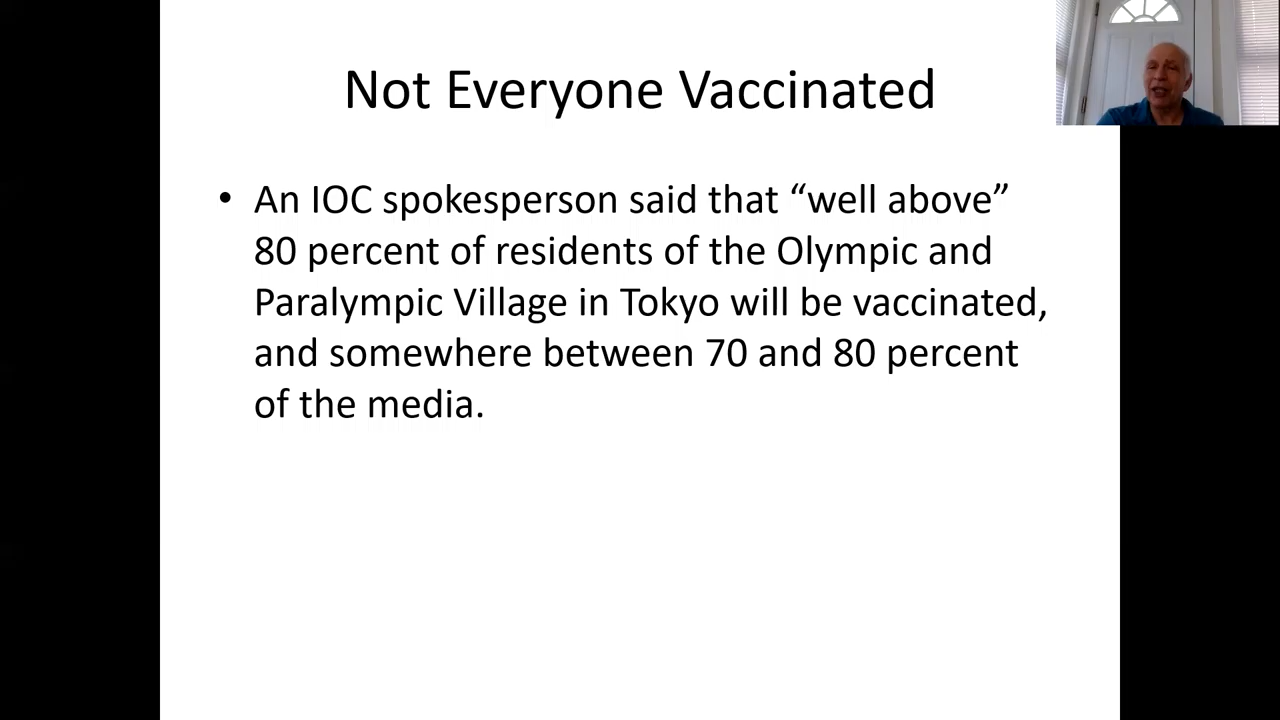 Not Everyone Vaccinated
• An IOC spokesperson said that “well above”
80 percent of residents of the Olympic and
Paralympic Village in Tokyo will be vaccinated,
and somewhere between 70 and 80 percent
of the media.